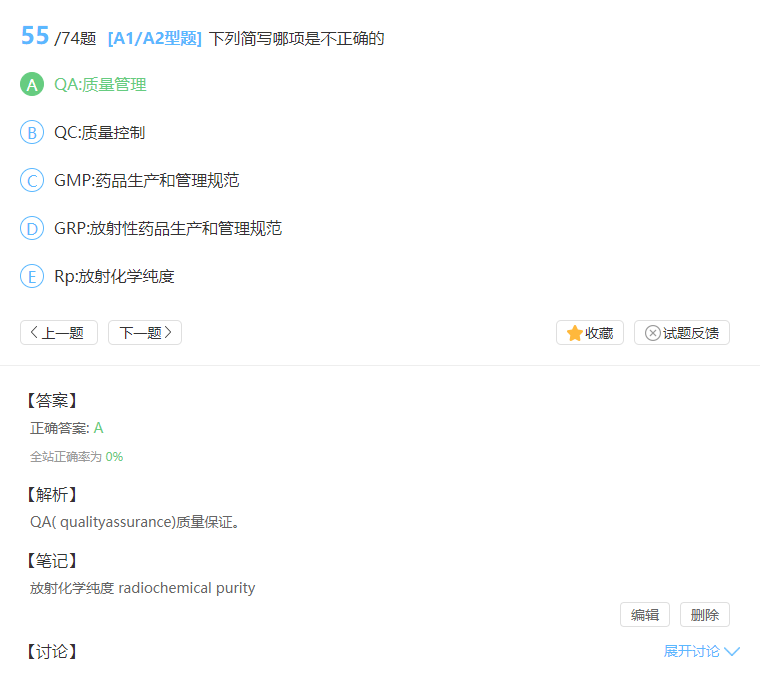 55/74题 [A1/A2型题] 下列简写哪项是不正确的
A QA:质量管理
B QC:质量控制
C GMP:药品生产和管理规范
D GRP:放射性药品生产和管理规范
E Rp:放射化学纯度
上一题 下一题 收藏 试题反馈
【答案】
正确答案: A
全站正确率为 0%
【解析】
QA( qualityassurance)质量保证。
【笔记】
放射化学纯度 radiochemical purity
编辑 删除
【讨论】 展开讨论